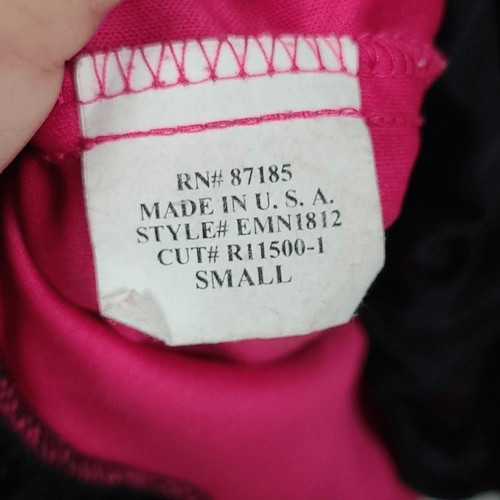 RN# 87185
MADE IN U. S. A.
STYLE# EMN1812
CUT# R11500-1
SMALL